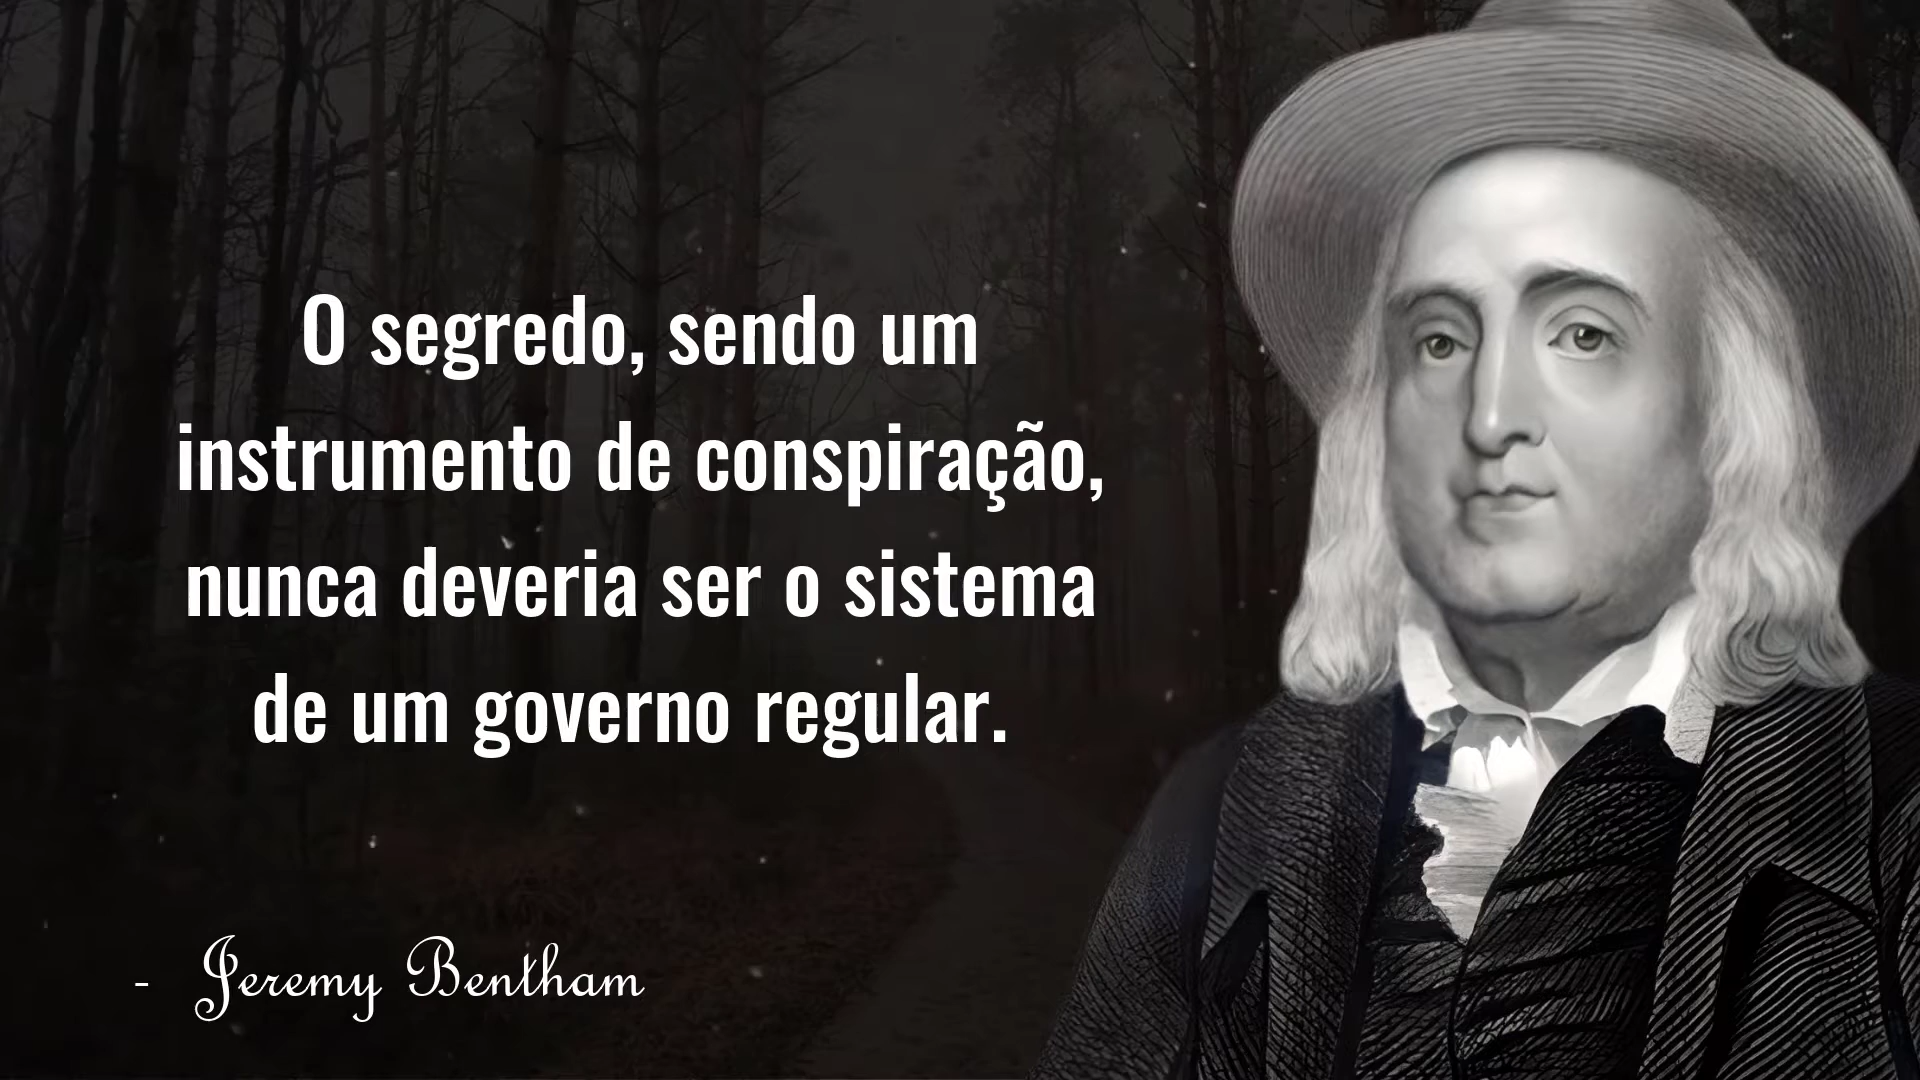 O segredo, sendo um
instrumento de conspiração,
nunca deveria ser o sistema
de um governo regular.
- Jeremy Bentham